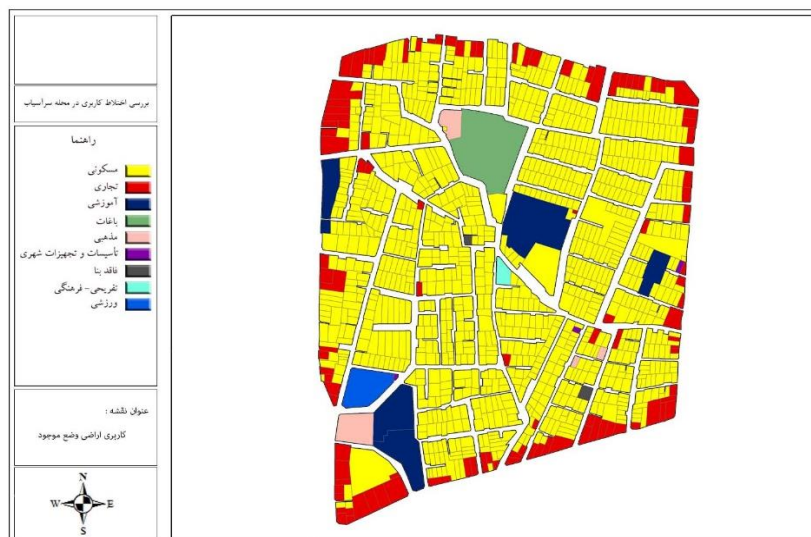 بررسی اختلاط کاربری در محله سرآسیاب
راهنما
مسکونی
تجاری
آموزشی
باغات
مذهبی
تأسیسات و تجهیزات شهری
فاقد بنا
تفریحی- فرهنگی
ورزشی
عنوان نقشه :
کاربری اراضی وضع موجود
N
W E
S